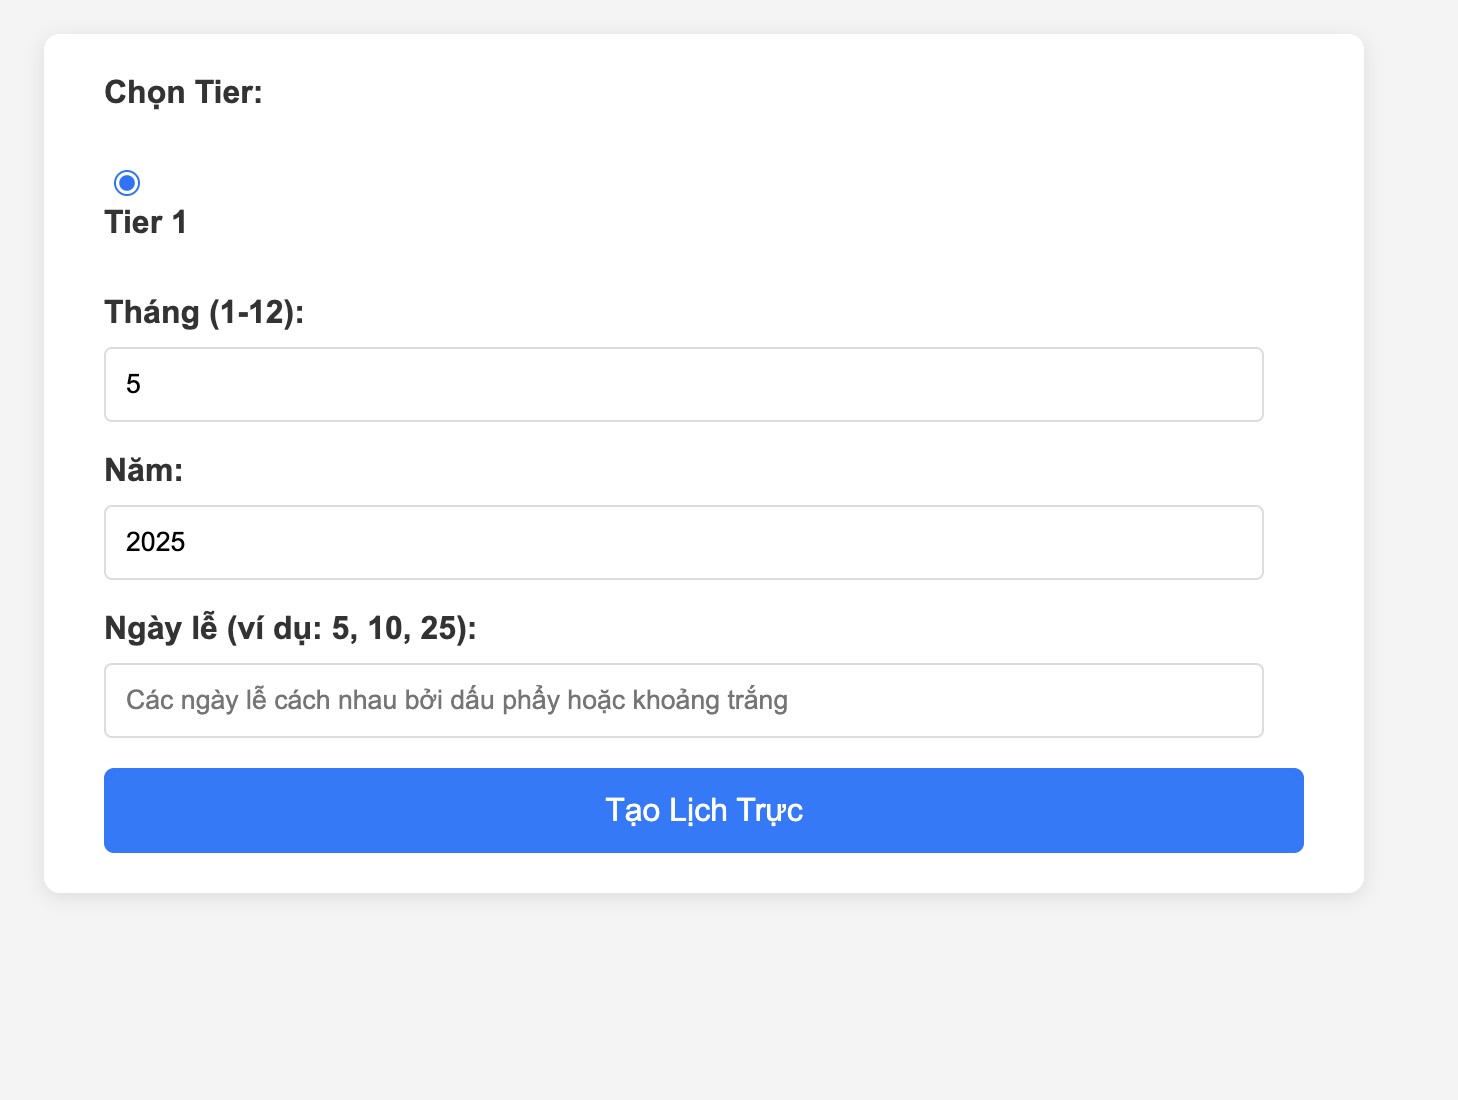 Chọn Tier:
Tier 1
Tháng (1-12):
5
Năm:
2025
Ngày lễ (ví dụ: 5, 10, 25):
Các ngày lễ cách nhau bởi dấu phẩy hoặc khoảng trắng
Tạo Lịch Trực